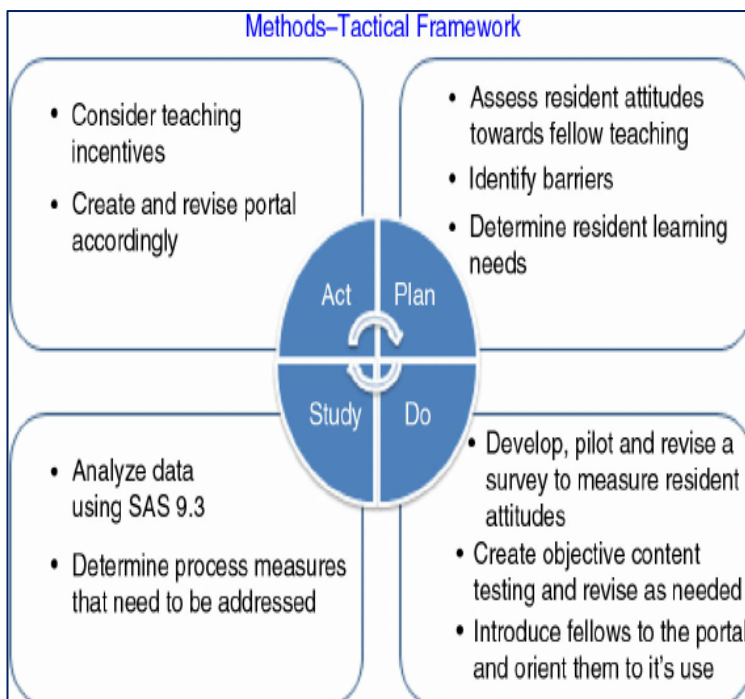 Methods–Tactical Framework
• Consider teaching
incentives
• Create and revise portal
accordingly
• Assess resident attitudes
towards fellow teaching
• Identify barriers
• Determine resident learning
needs
Act
Plan
Study
Do
• Analyze data
using SAS 9.3
• Determine process measures
that need to be addressed
• Develop, pilot and revise a
survey to measure resident
attitudes
• Create objective content
testing and revise as needed
• Introduce fellows to the portal
and orient them to it's use